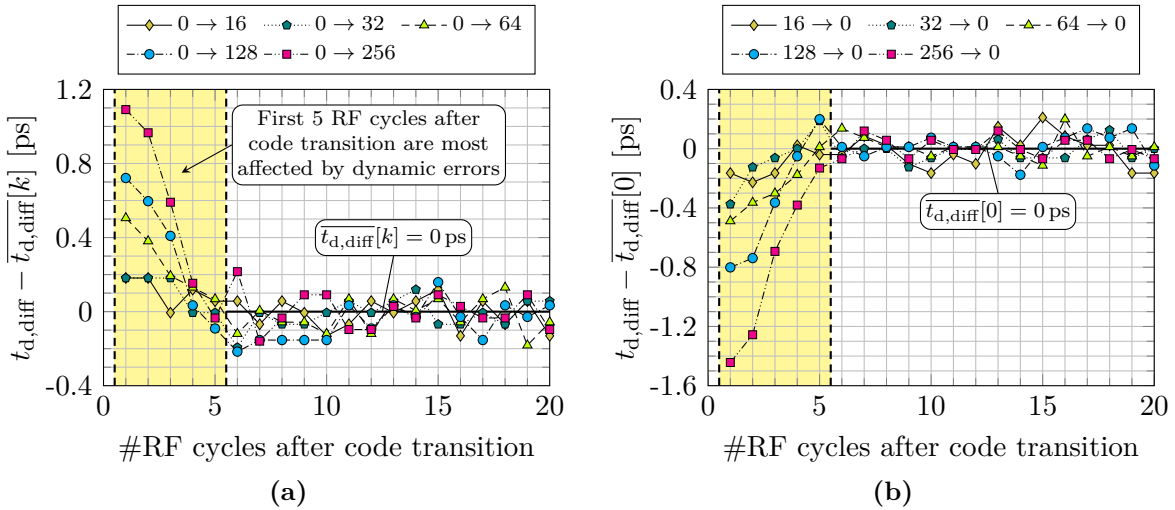 0 → 16
0 → 32
0 → 64
0 → 128
0 → 256
1.2
0.8
0.4
0
-0.4
t_d,diff − t̅_d,diff[k] [ps]
First 5 RF cycles after
code transition are most
affected by dynamic errors
t̅_d,diff[k] = 0 ps
0
5
10
15
20
#RF cycles after code transition
(a)
16 → 0
32 → 0
64 → 0
128 → 0
256 → 0
0.4
0
-0.4
-0.8
-1.2
-1.6
t_d,diff − t̅_d,diff[0] [ps]
t̅_d,diff[0] = 0 ps
0
5
10
15
20
#RF cycles after code transition
(b)